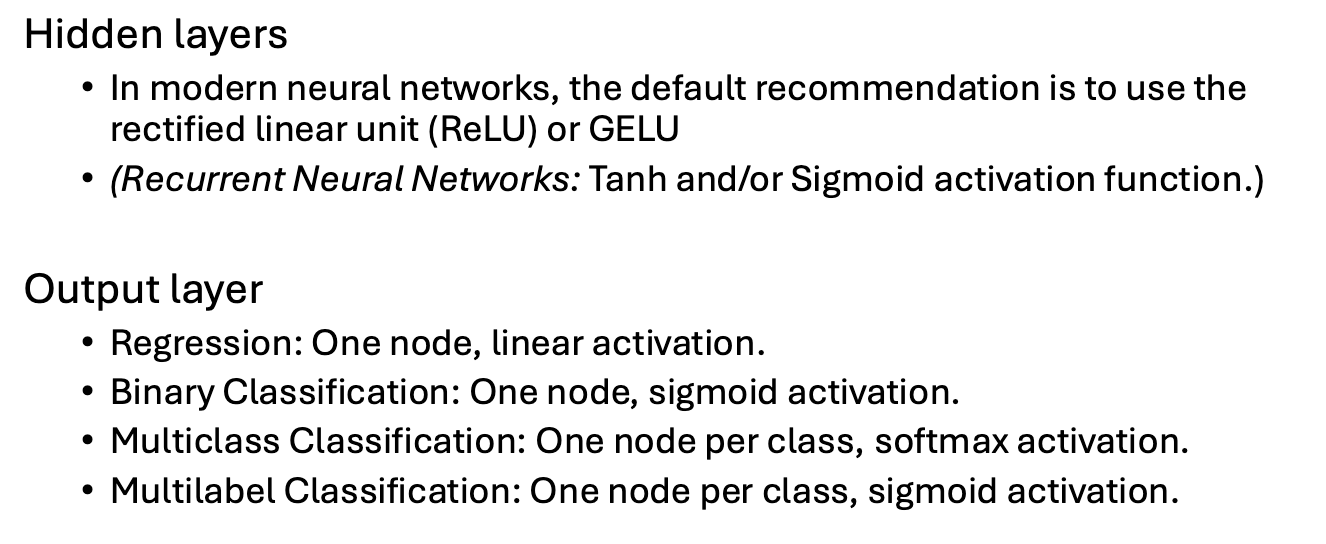 Hidden layers
• In modern neural networks, the default recommendation is to use the
rectified linear unit (ReLU) or GELU
• (Recurrent Neural Networks: Tanh and/or Sigmoid activation function.)
Output layer
• Regression: One node, linear activation.
• Binary Classification: One node, sigmoid activation.
• Multiclass Classification: One node per class, softmax activation.
• Multilabel Classification: One node per class, sigmoid activation.